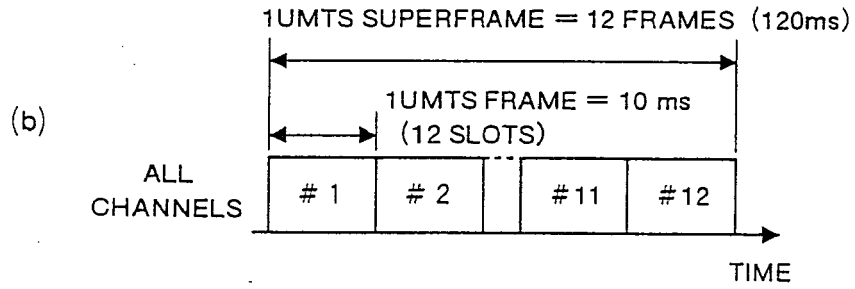 1UMTS SUPERFRAME = 12 FRAMES (120ms)
(b)
1UMTS FRAME = 10 ms
(12 SLOTS)
ALL
CHANNELS
# 1
# 2
#11
#12
TIME